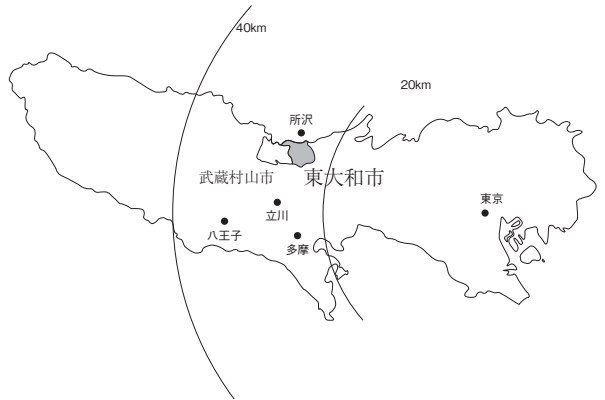 40km
20km
所沢
武蔵村山市
東大和市
東京
立川
八王子
多摩